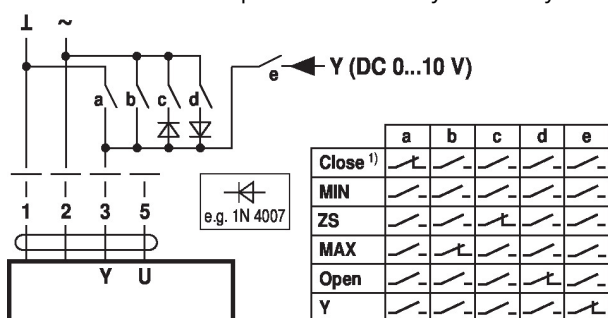 ⊥ ~
a b c d e Y (DC 0...10 V)
1 2 3 5
e.g. 1N 4007
Y U
a b c d e
Close 1)
MIN
ZS
MAX
Open
Y